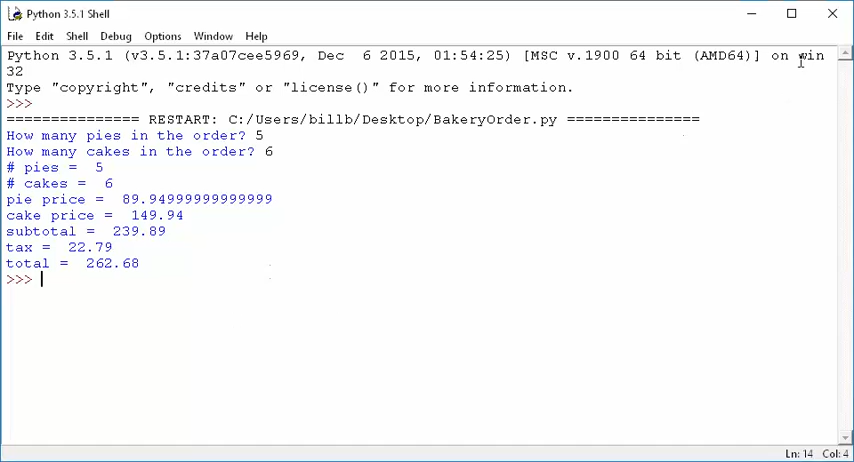 Python 3.5.1 Shell
File Edit Shell Debug Options Window Help
Python 3.5.1 (v3.5.1:37a07cee5969, Dec  6 2015, 01:54:25) [MSC v.1900 64 bit (AMD64)] on win
32
Type "copyright", "credits" or "license()" for more information.
>>>
=============== RESTART: C:/Users/billb/Desktop/BakeryOrder.py ===============
How many pies in the order? 5
How many cakes in the order? 6
# pies =  5
# cakes =  6
pie price =  89.94999999999999
cake price =  149.94
subtotal =  239.89
tax =  22.79
total =  262.68
>>>
Ln: 14 Col: 4